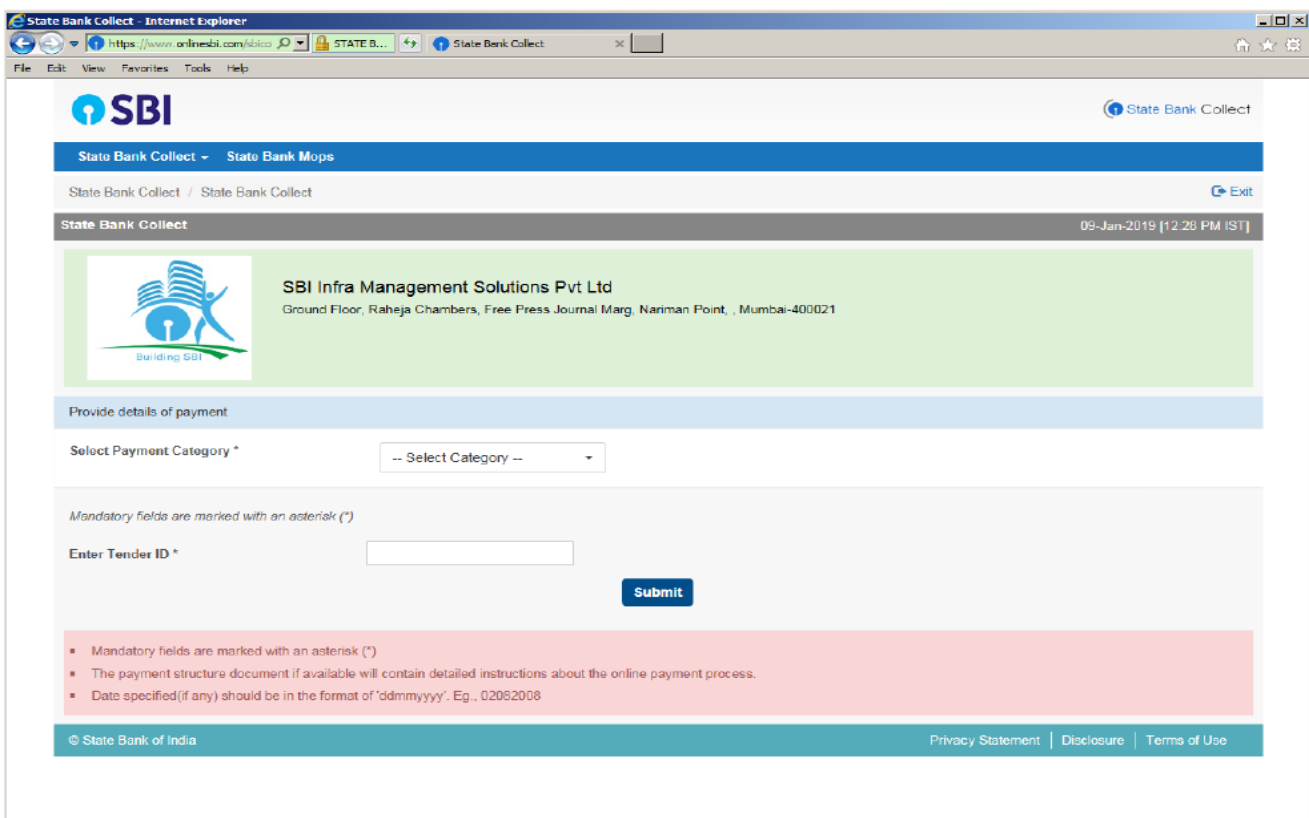 State Bank Collect - Internet Explorer
https://www.onlinesbi.com/sbico STATE B... State Bank Collect
File Edit View Favorites Tools Help
SBI State Bank Collect
State Bank Collect State Bank Mops
State Bank Collect / State Bank Collect Exit
State Bank Collect 09-Jan-2019 [12:28 PM IST]
SBI Infra Management Solutions Pvt Ltd
Ground Floor, Raheja Chambers, Free Press Journal Marg, Nariman Point, , Mumbai-400021
Building SBI
Provide details of payment
Select Payment Category * -- Select Category --
Mandatory fields are marked with an asterisk (*)
Enter Tender ID *
Submit
Mandatory fields are marked with an asterisk (*)
The payment structure document if available will contain detailed instructions about the online payment process.
Date specified(if any) should be in the format of 'ddmmyyyy'. Eg., 02082008
© State Bank of India Privacy Statement | Disclosure | Terms of Use